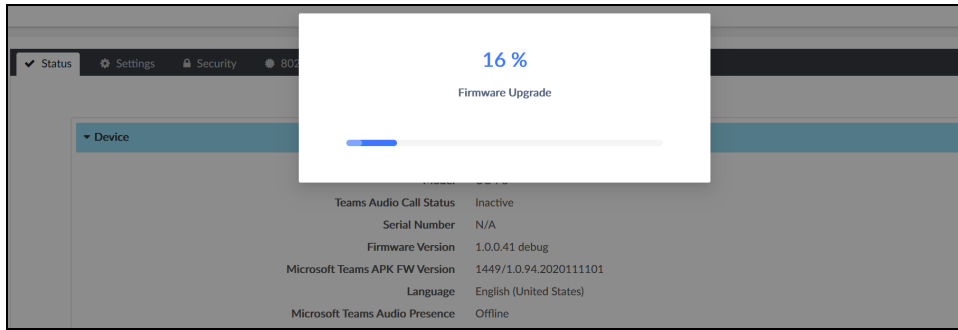 16 %
Status Settings Security 802
Firmware Upgrade
Device
Teams Audio Call Status Inactive
Serial Number N/A
Firmware Version 1.0.0.41 debug
Microsoft Teams APK FW Version 1449/1.0.94.2020111101
Language English (United States)
Microsoft Teams Audio Presence Offline